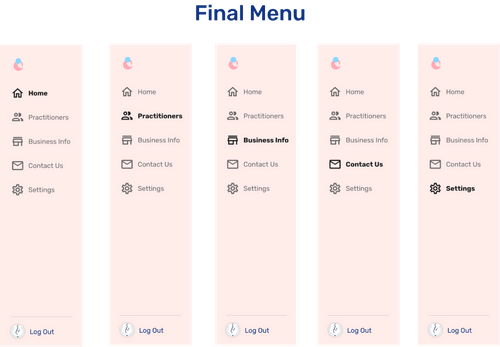 Final Menu
Home
Practitioners
Business Info
Contact Us
Settings
Log Out
Home
Practitioners
Business Info
Contact Us
Settings
Log Out
Home
Practitioners
Business Info
Contact Us
Settings
Log Out
Home
Practitioners
Business Info
Contact Us
Settings
Log Out
Home
Practitioners
Business Info
Contact Us
Settings
Log Out